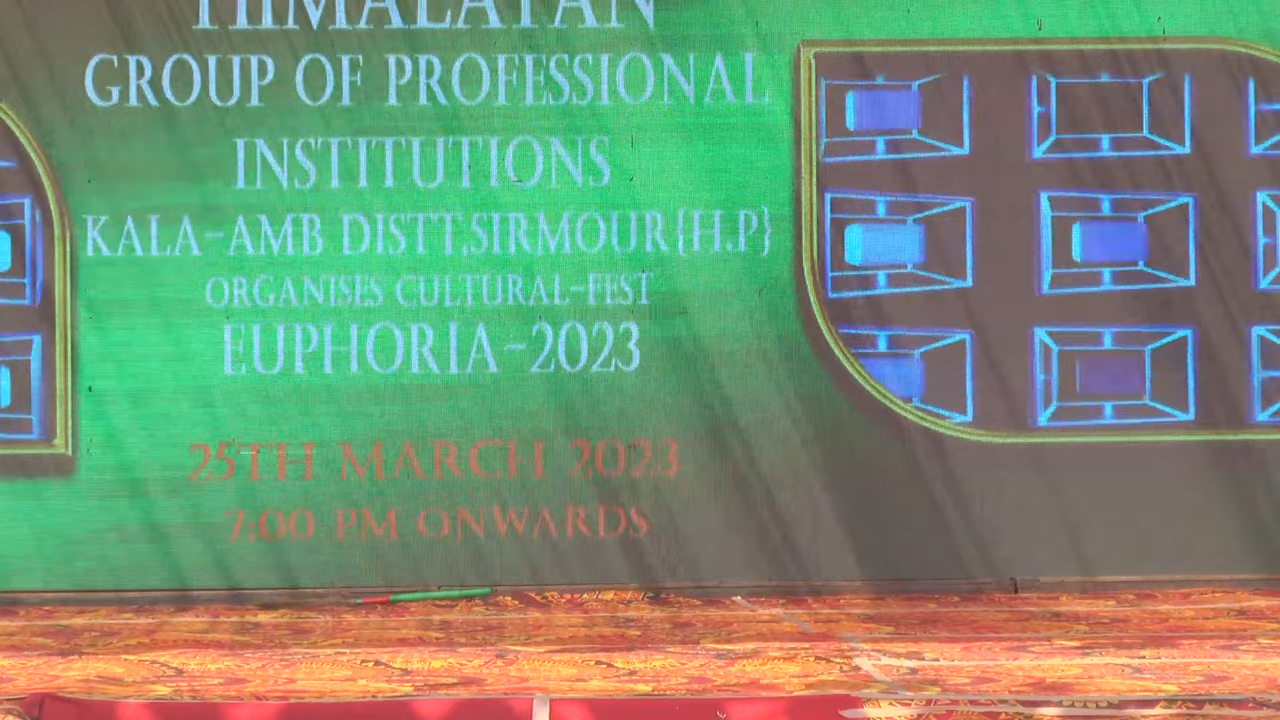 HIMALAYAN
GROUP OF PROFESSIONAL
INSTITUTIONS
KALA-AMB DISTT,SIRMOUR{H.P}
ORGANISES CULTURAL-FEST
EUPHORIA-2023
25TH MARCH 2023
7:00 PM ONWARDS